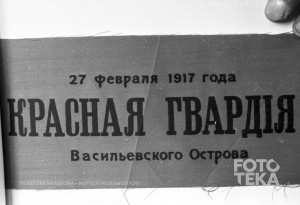 27 февраля 1917 года
КРАСНАЯ ГВАРДІЯ
Васильевского Острова
FOTO
TEKA